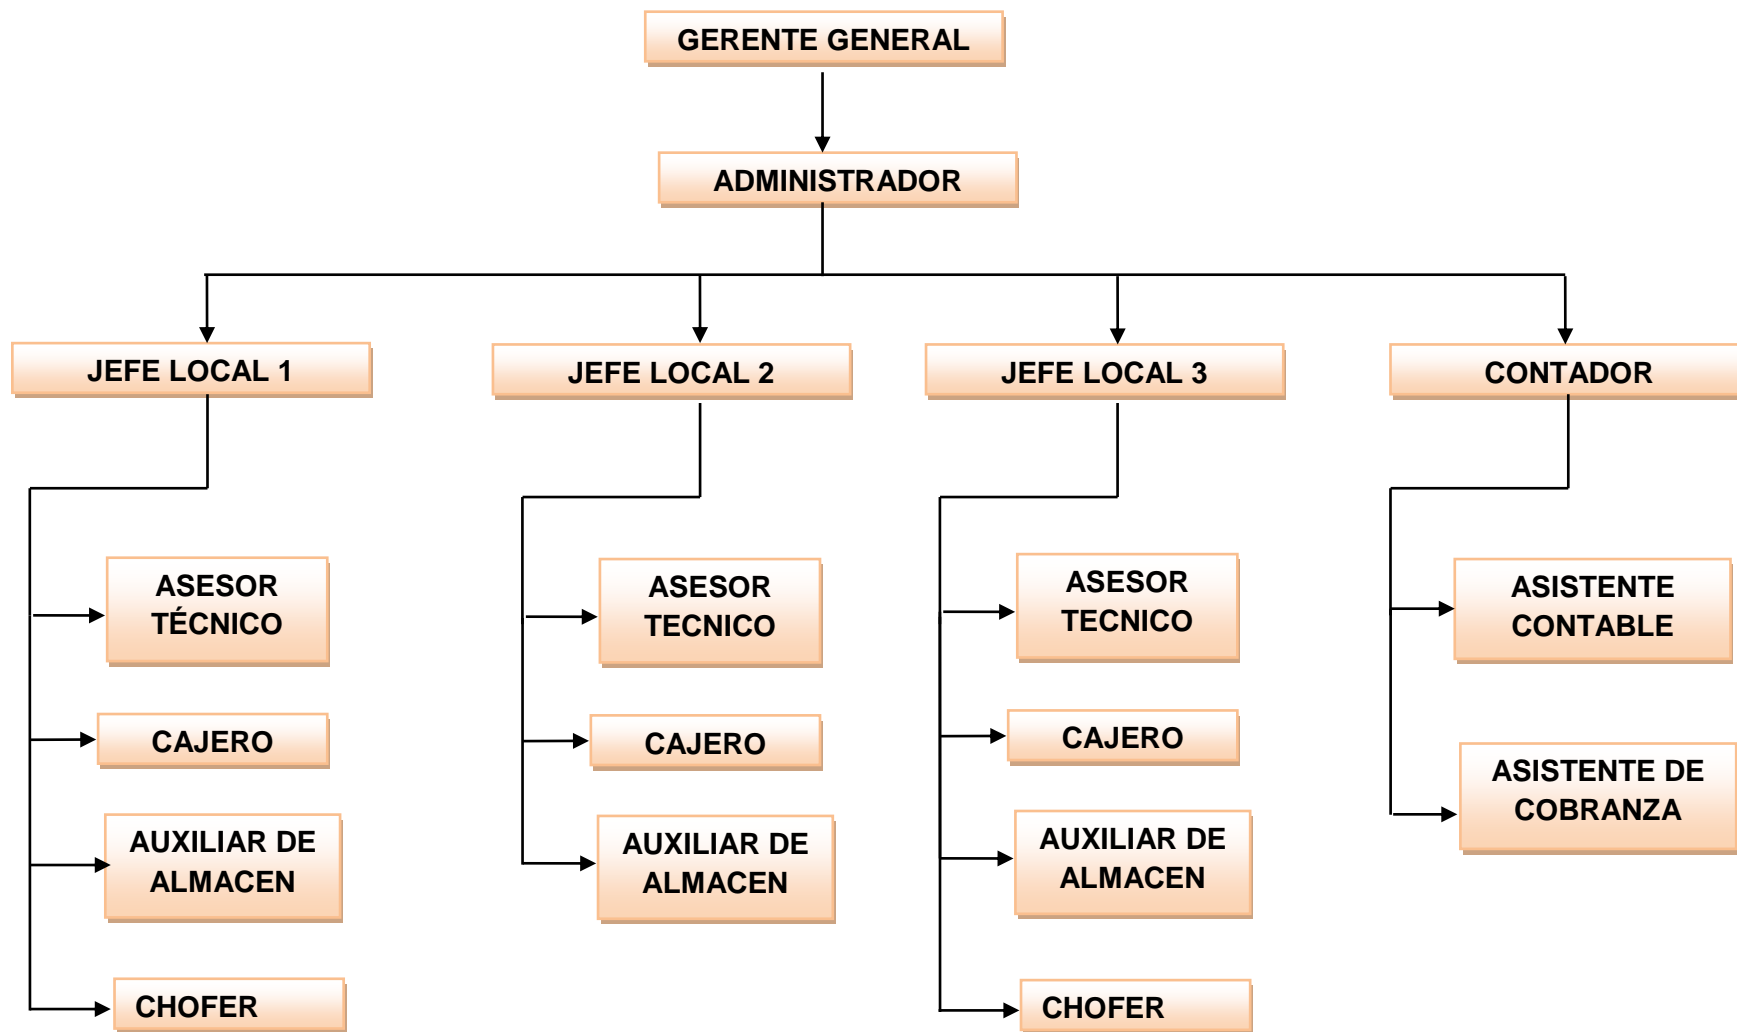 GERENTE GENERAL
ADMINISTRADOR
JEFE LOCAL 1
JEFE LOCAL 2
JEFE LOCAL 3
CONTADOR
ASESOR
TÉCNICO
CAJERO
AUXILIAR DE
ALMACEN
CHOFER
ASESOR
TECNICO
CAJERO
AUXILIAR DE
ALMACEN
ASESOR
TECNICO
CAJERO
AUXILIAR DE
ALMACEN
CHOFER
ASISTENTE
CONTABLE
ASISTENTE DE
COBRANZA